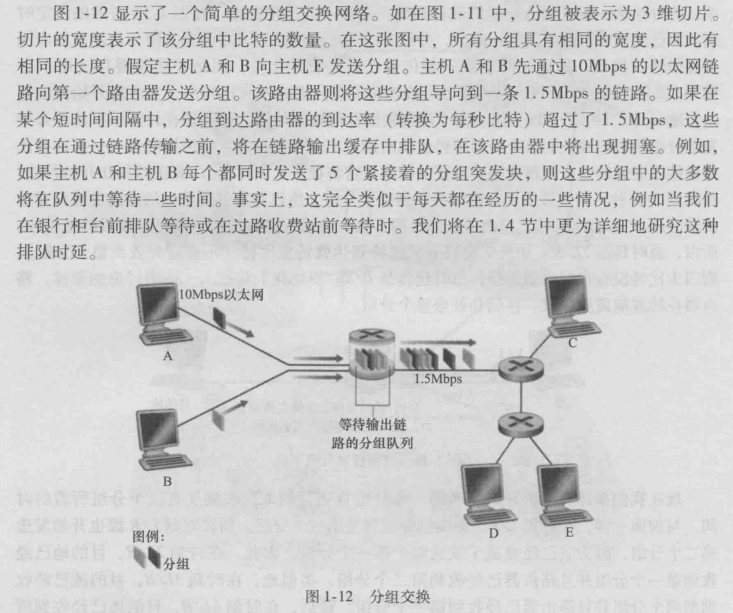 图 1-12 显示了一个简单的分组交换网络。如在图 1-11 中，分组被表示为 3 维切片。
切片的宽度表示了该分组中比特的数量。在这张图中，所有分组具有相同的宽度，因此有
相同的长度。假定主机 A 和 B 向主机 E 发送分组。主机 A 和 B 先通过 10Mbps 的以太网链
路向第一个路由器发送分组。该路由器则将这些分组导向到一条 1.5Mbps 的链路。如果在
某个短时间间隔中，分组到达路由器的到达率（转换为每秒比特）超过了 1.5Mbps，这些
分组在通过链路传输之前，将在链路输出缓存中排队，在该路由器中将出现拥塞。例如，
如果主机 A 和主机 B 每个都同时发送了 5 个紧接着的分组突发块，则这些分组中的大多数
将在队列中等待一些时间。事实上，这完全类似于每天都在经历的一些情况，例如当我们
在银行柜台前排队等待或在过路收费站前等待时。我们将在 1.4 节中更为详细地研究这种
排队时延。
10Mbps以太网
A
C
1.5Mbps
等待输出链
路的分组队列
B
D
E
图例：
分组
图 1-12 分组交换